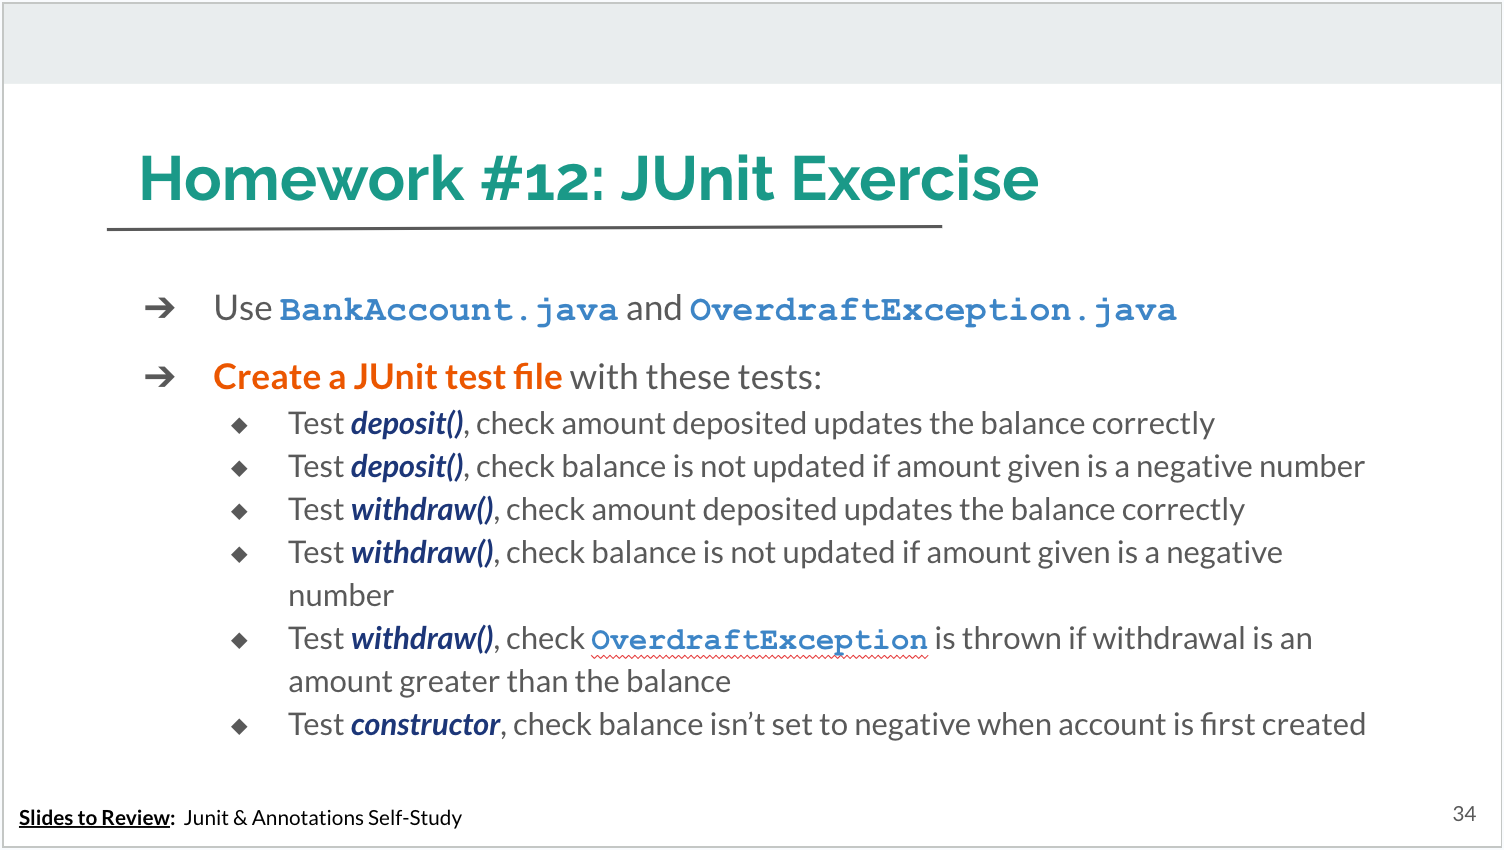 Homework #12: JUnit Exercise
➔ Use BankAccount.java and OverdraftException.java
➔ Create a JUnit test file with these tests:
◆ Test deposit(), check amount deposited updates the balance correctly
◆ Test deposit(), check balance is not updated if amount given is a negative number
◆ Test withdraw(), check amount deposited updates the balance correctly
◆ Test withdraw(), check balance is not updated if amount given is a negative
number
◆ Test withdraw(), check OverdraftException is thrown if withdrawal is an
amount greater than the balance
◆ Test constructor, check balance isn’t set to negative when account is first created
Slides to Review: Junit & Annotations Self-Study
34